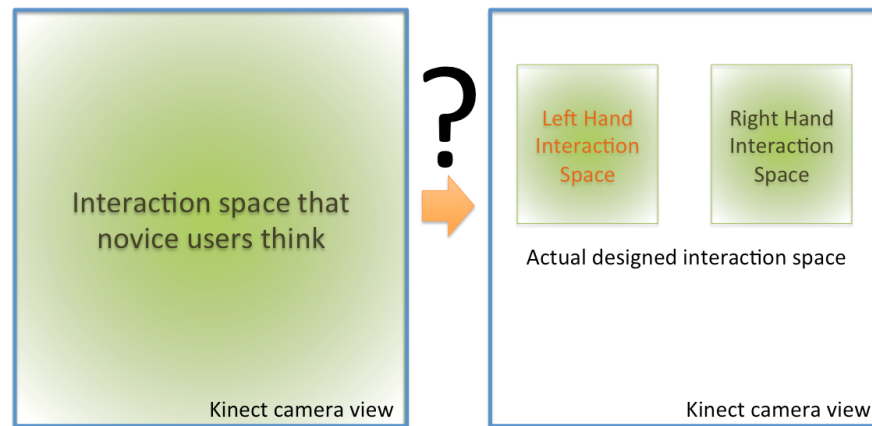 Interaction space that
novice users think
Kinect camera view
?
Left Hand
Interaction
Space
Right Hand
Interaction
Space
Actual designed interaction space
Kinect camera view